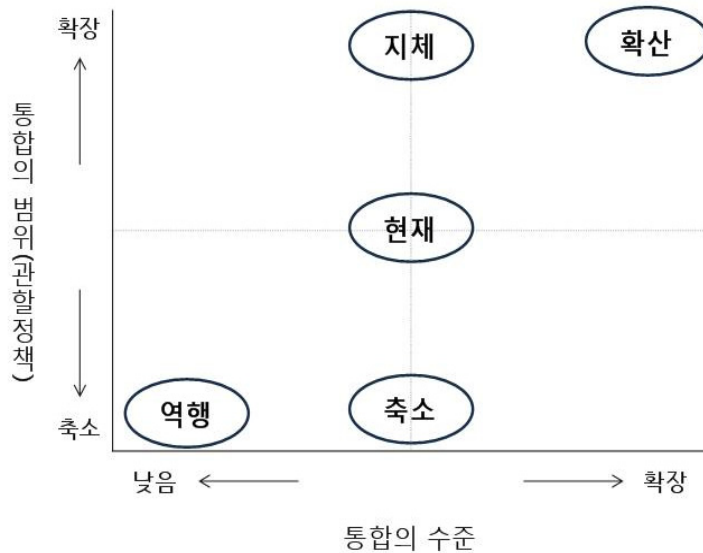 확장
지체
확산
통합의 범위(관할정책)
현재
역행
축소
축소
낮음
확장
통합의 수준